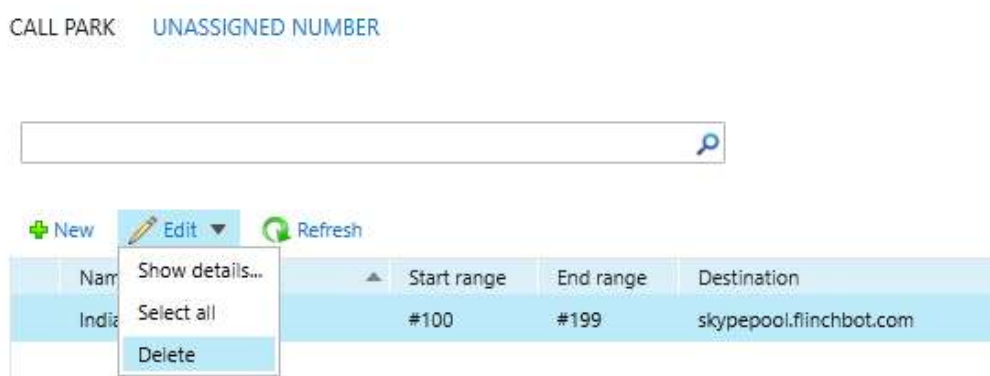 CALL PARK UNASSIGNED NUMBER
New Edit Refresh
Show details...
Start range End range Destination
Select all
#100 #199 skypepool.flinchbot.com
Delete